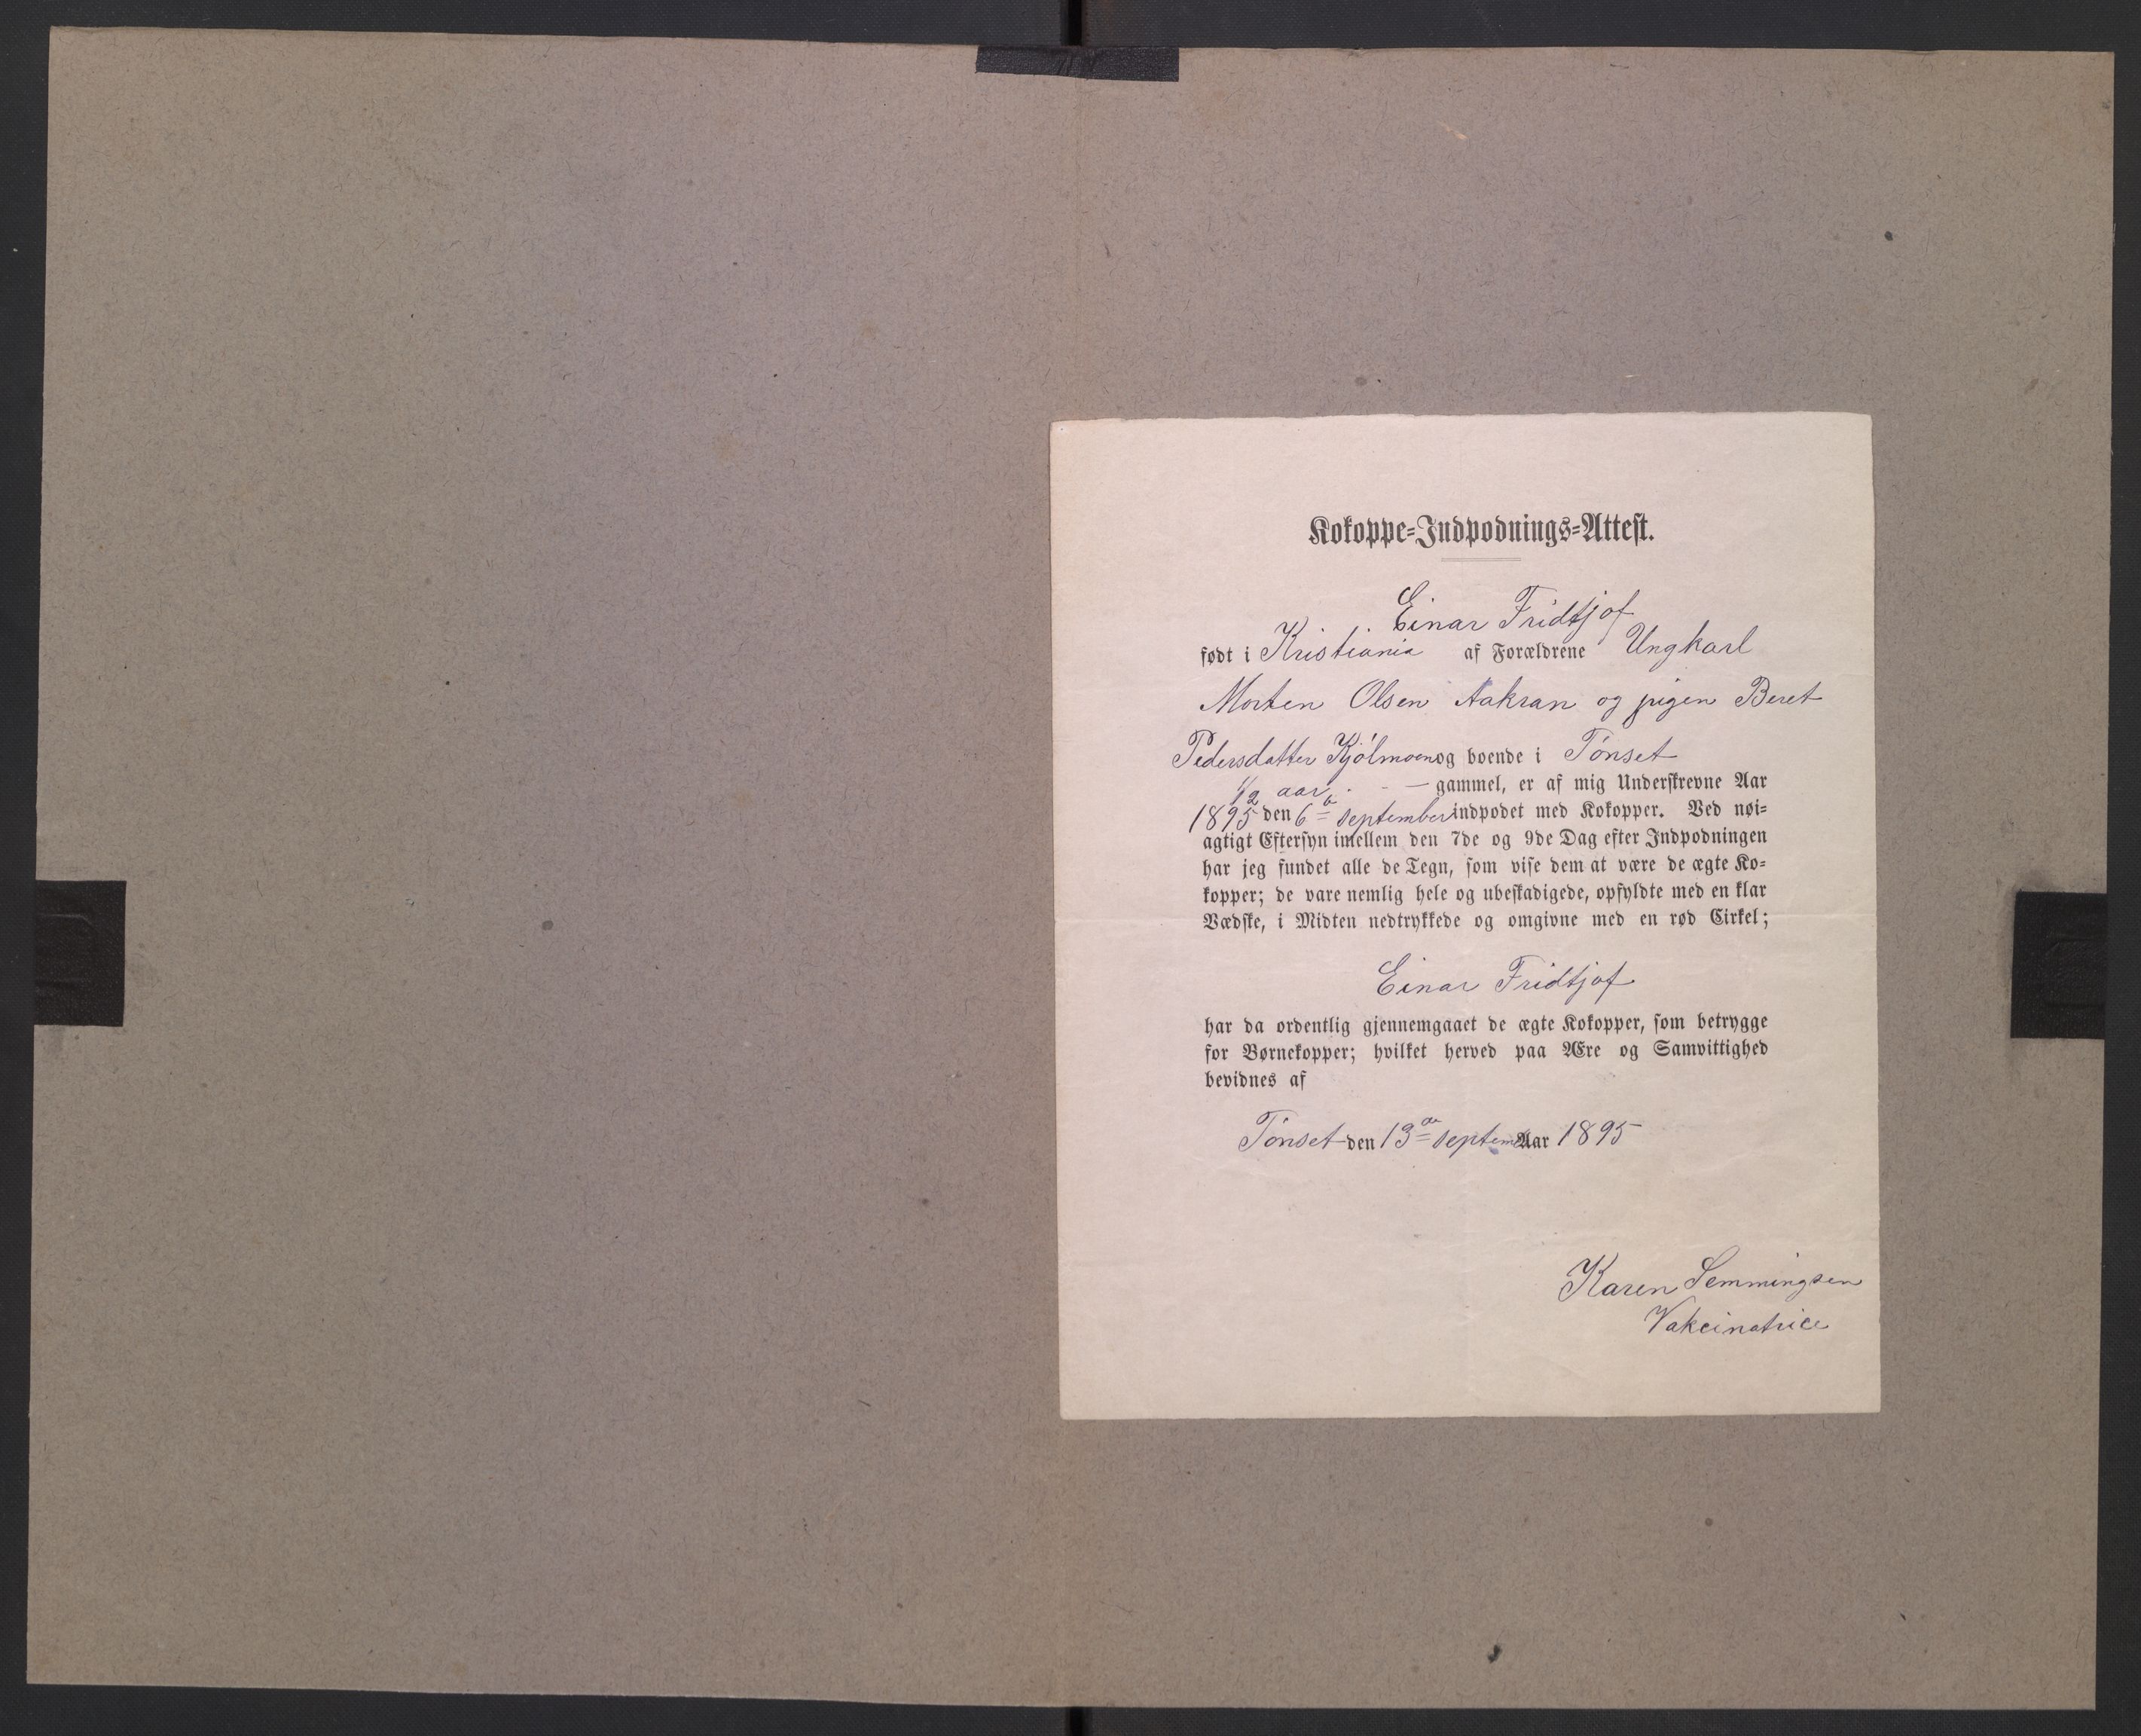 Kokoppe-Indpodnings-Attest.
Einar Fridtjof
født i Kristiania af Forældrene Ungkarl
Morten Olsen Aakran og pigen Beret
Pedersdatter Kjølmoen og boende i Tönset
1/2 aar gammel, er af mig Underskrevne Aar
1895 den 6te september indpodet med Kokopper. Ved nøi-
agtigt Eftersyn imellem den 7de og 9de Dag efter Indpodningen
har jeg fundet alle de Tegn, som vise dem at være de ægte Ko-
kopper; de vare nemlig hele og ubeskadigede, opfyldte med en klar
Vædske, i Midten nedtrykkede og omgivne med en rød Cirkel;
Einar Fridtjof
har da ordentlig gjennemgaaet de ægte Kokopper, som betrygge
for Børnekopper; hvilket herved paa Ære og Samvittighed
bevidnes af
Tönset den 13de septem Aar 1895
Karen Semmingsen
Vakcinatrice